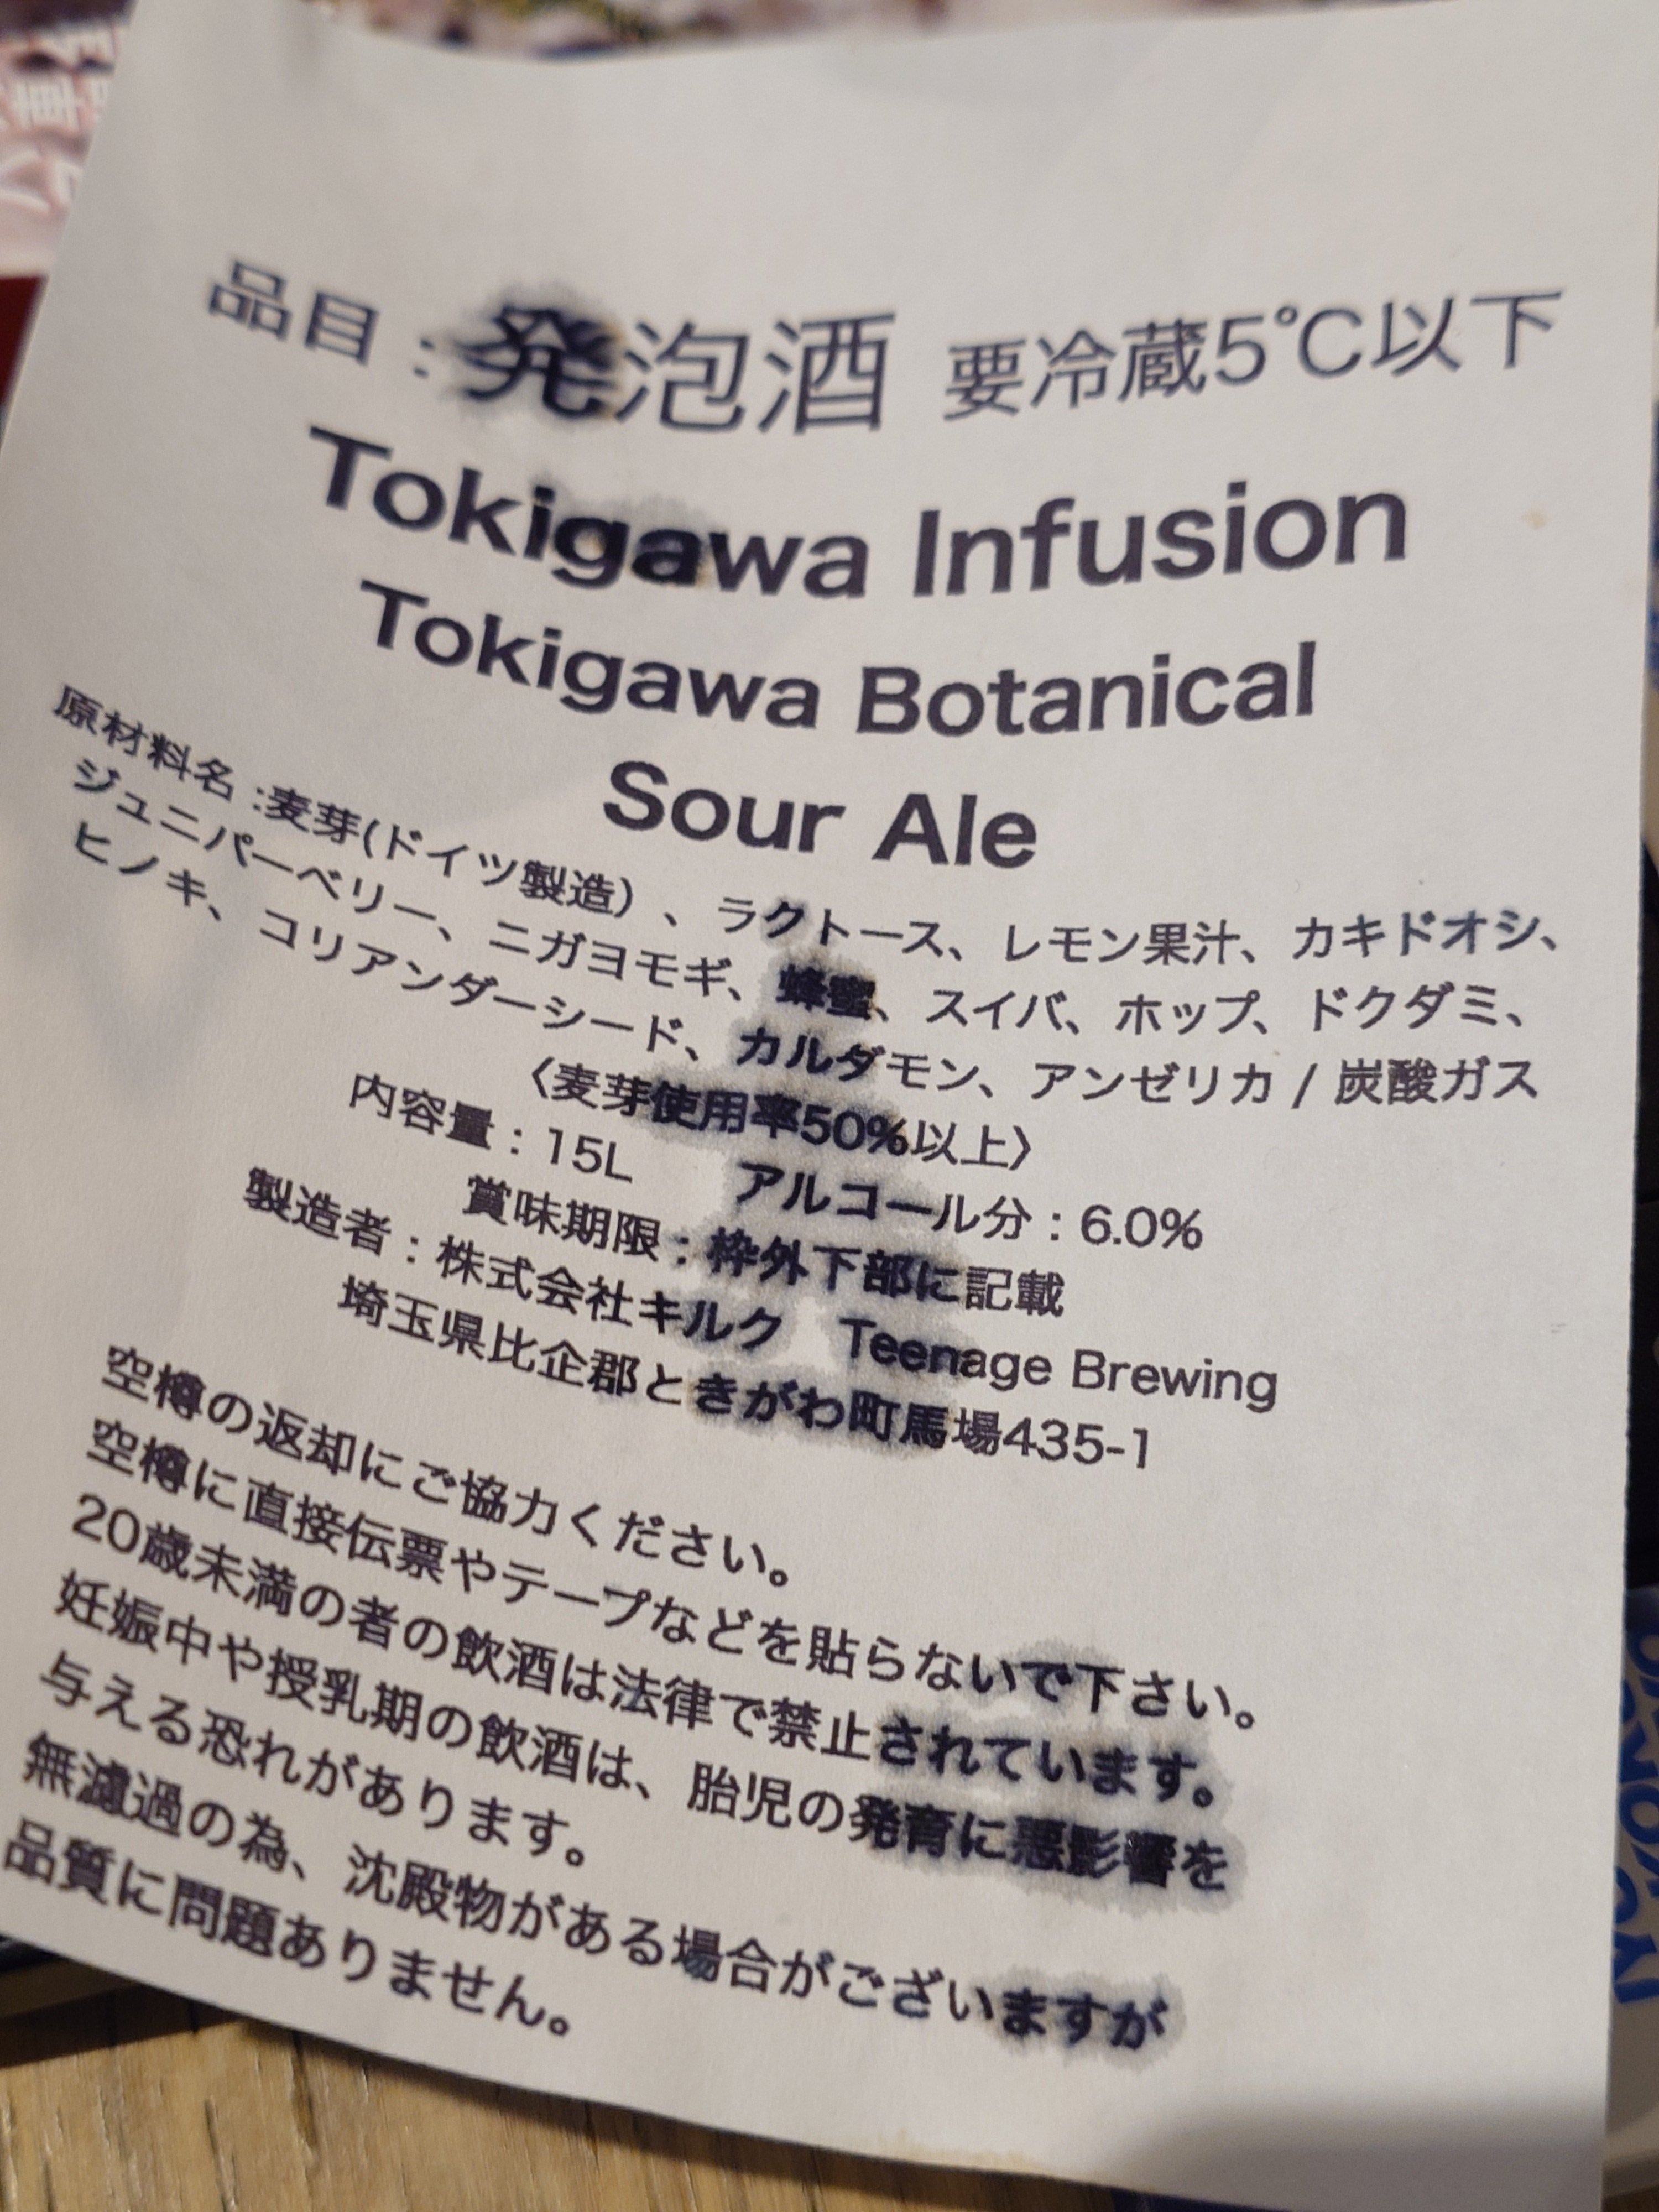 品目：発泡酒 要冷蔵5℃以下
Tokigawa Infusion
Tokigawa Botanical
Sour Ale
原材料名 :麦芽(ドイツ製造）、ラクトース、レモン果汁、カキドオシ、
ジュニパーベリー、ニガヨモギ、蜂蜜、スイバ、ホップ、ドクダミ、
ヒノキ、コリアンダーシード、カルダモン、アンゼリカ / 炭酸ガス
〈麦芽使用率50%以上〉
内容量：15L　アルコール分：6.0%
賞味期限：枠外下部に記載
製造者：株式会社キルク　Teenage Brewing
埼玉県比企郡ときがわ町馬場435-1
空樽の返却にご協力ください。
空樽に直接伝票やテープなどを貼らないで下さい。
20歳未満の者の飲酒は法律で禁止されています。
妊娠中や授乳期の飲酒は、胎児の発育に悪影響を
与える恐れがあります。
無濾過の為、沈殿物がある場合がございますが
品質に問題ありません。